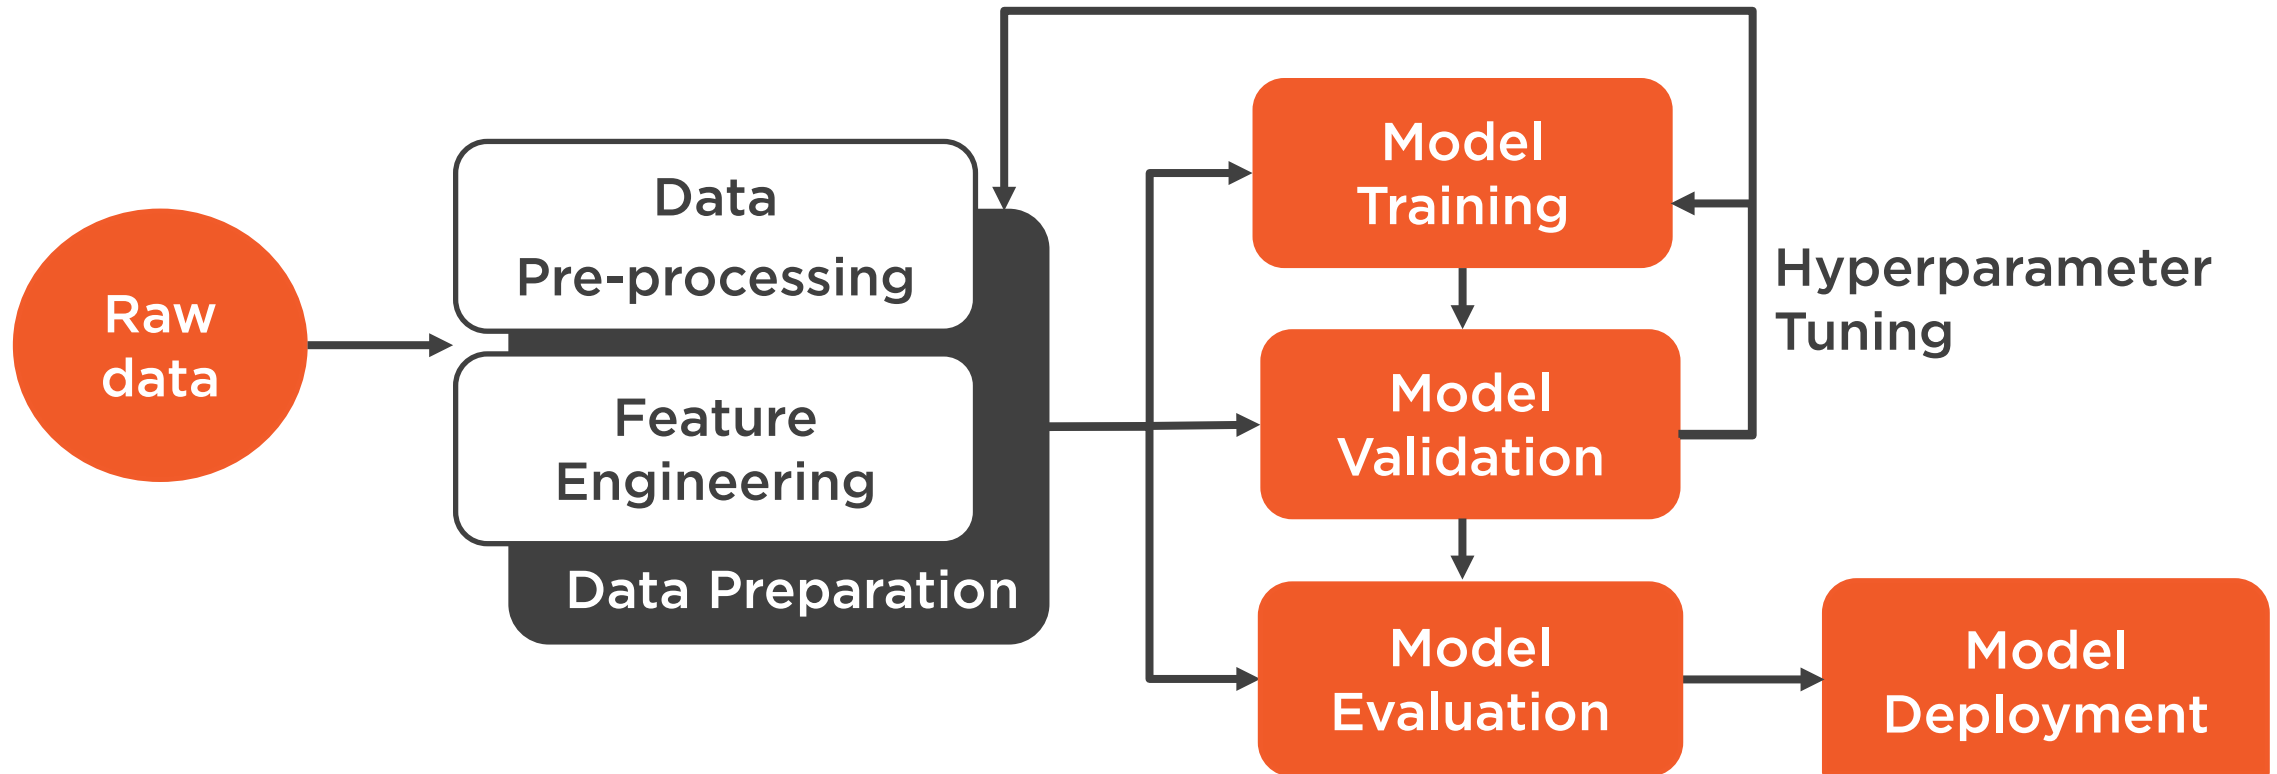 Raw
data
Data
Pre-processing
Feature
Engineering
Data Preparation
Model
Training
Model
Validation
Hyperparameter
Tuning
Model
Evaluation
Model
Deployment